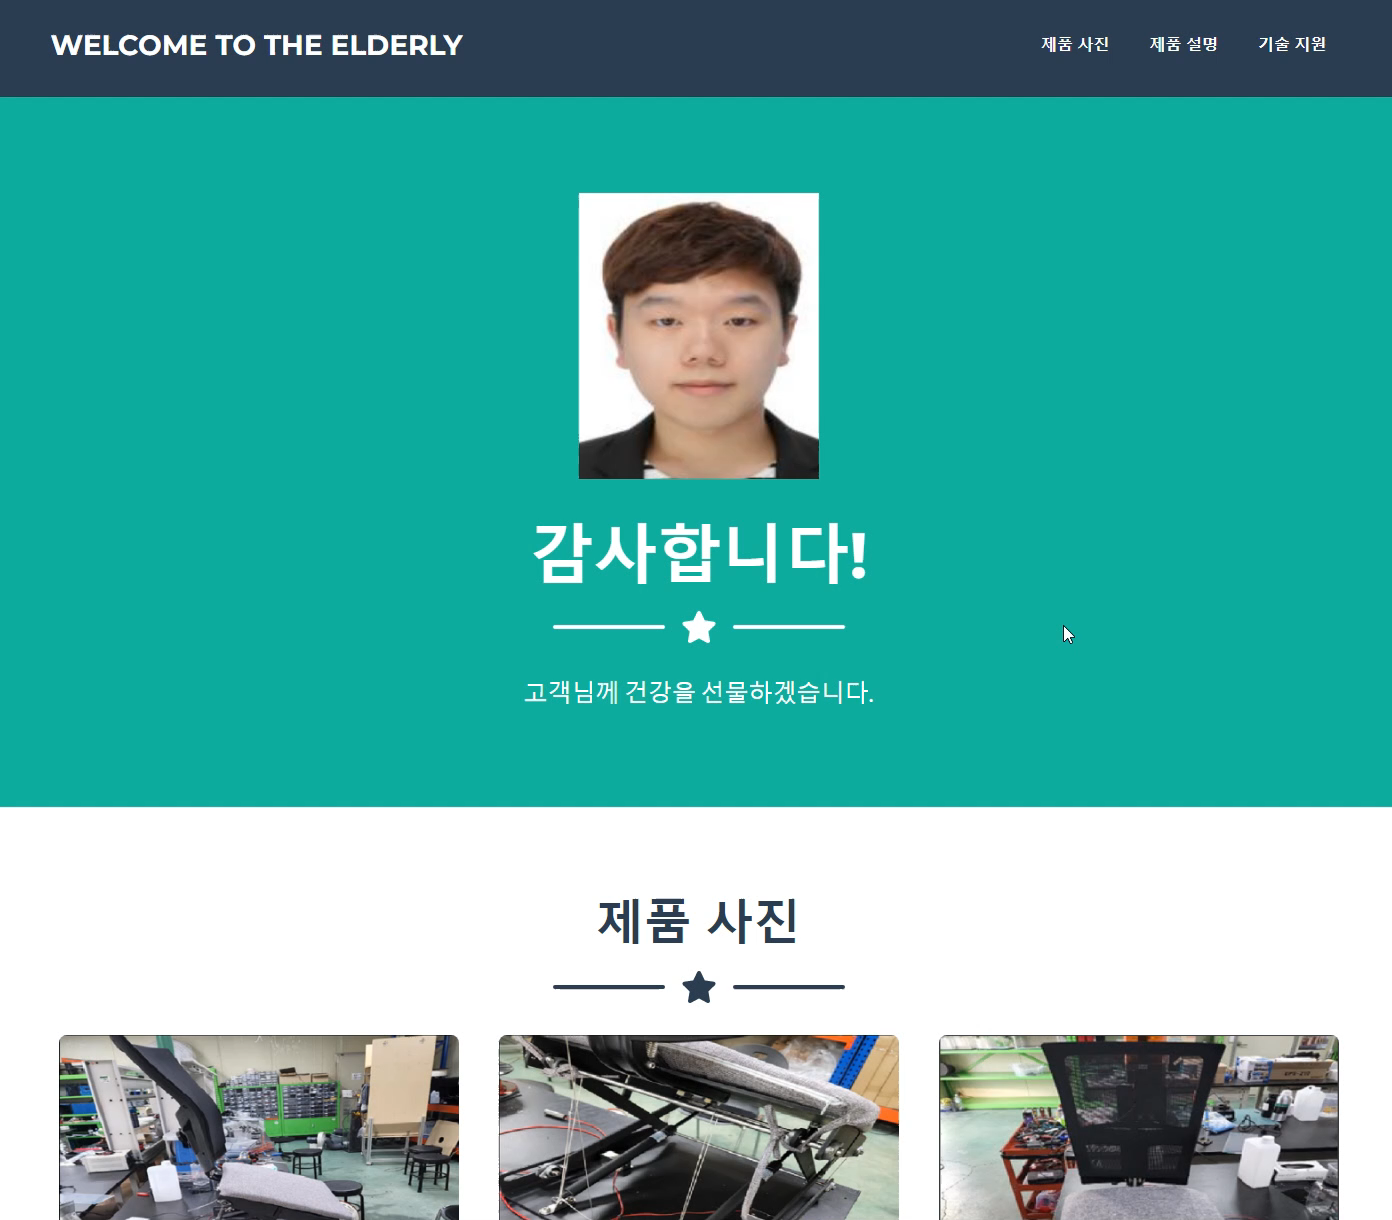 WELCOME TO THE ELDERLY
제품 사진 제품 설명 기술 지원
감사합니다!
고객님께 건강을 선물하겠습니다.
제품 사진